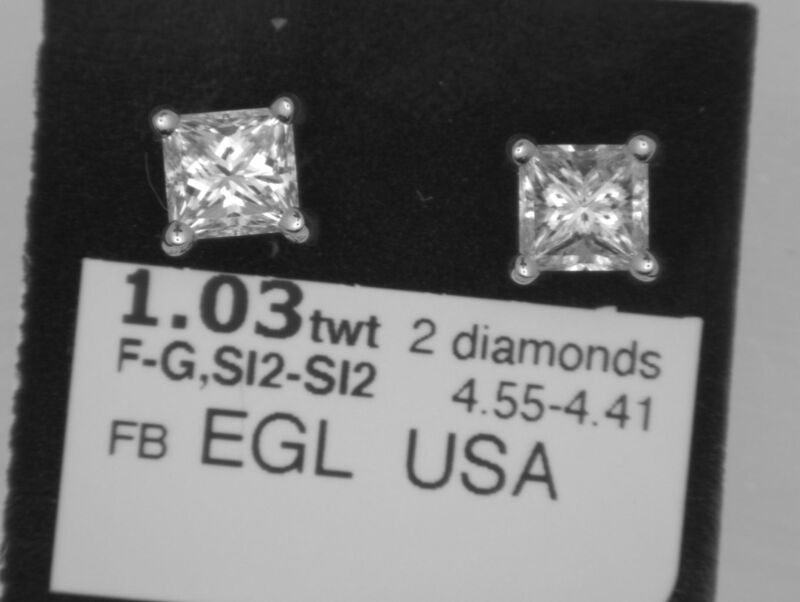 1.03twt 2 diamonds
F-G,SI2-SI2 4.55-4.41
FB EGL USA